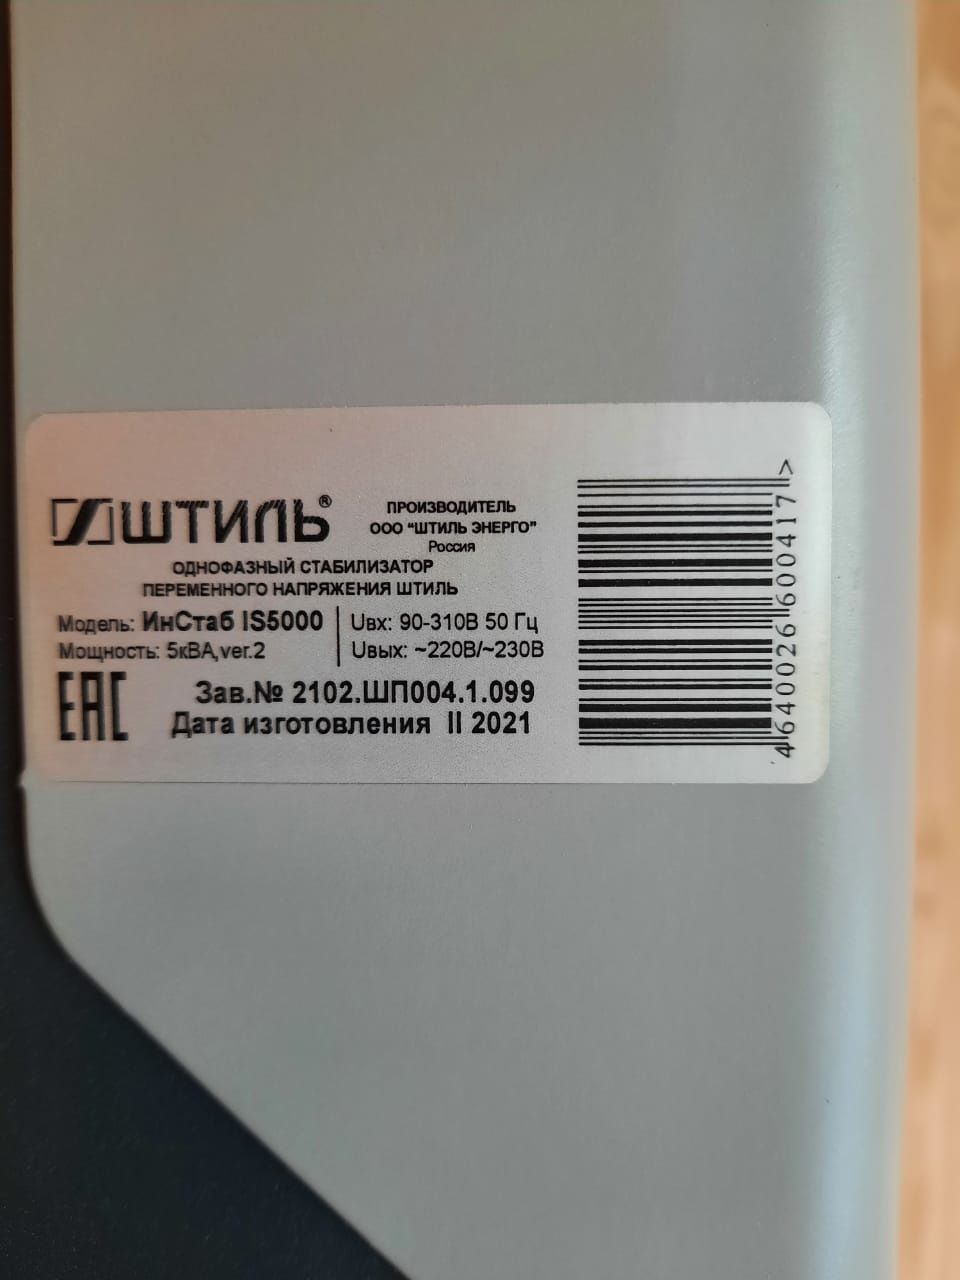 ШТИЛЬ®
ПРОИЗВОДИТЕЛЬ
ООО "ШТИЛЬ ЭНЕРГО"
Россия
ОДНОФАЗНЫЙ СТАБИЛИЗАТОР
ПЕРЕМЕННОГО НАПРЯЖЕНИЯ ШТИЛЬ
Модель: ИнСтаб IS5000
Мощность: 5кВА,ver.2
Uвх: 90-310В 50 Гц
Uвых: ~220В/~230В
EAC
Зав.№ 2102.ШП004.1.099
Дата изготовления II 2021
4640026600417>